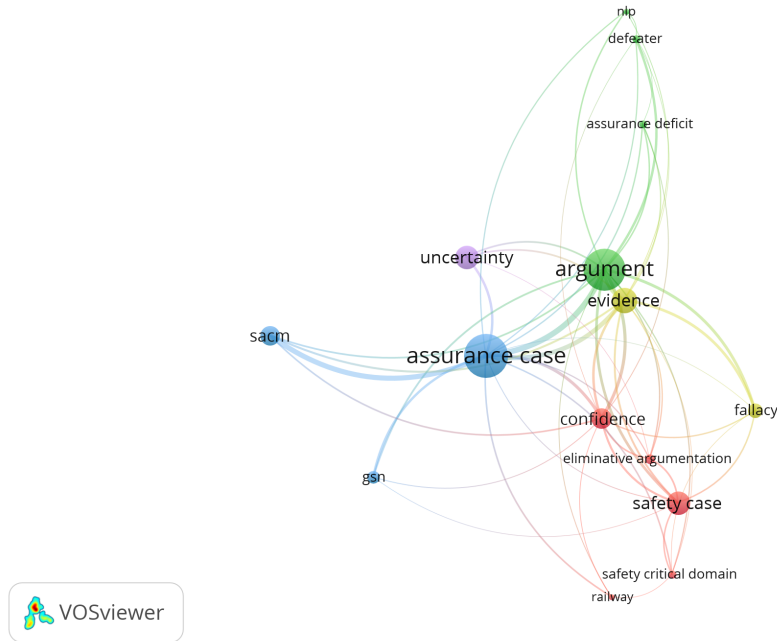 nlp
defeater
assurance deficit
uncertainty
argument
evidence
sacm
assurance case
fallacy
confidence
eliminative argumentation
gsn
safety case
safety critical domain
railway
VOSviewer